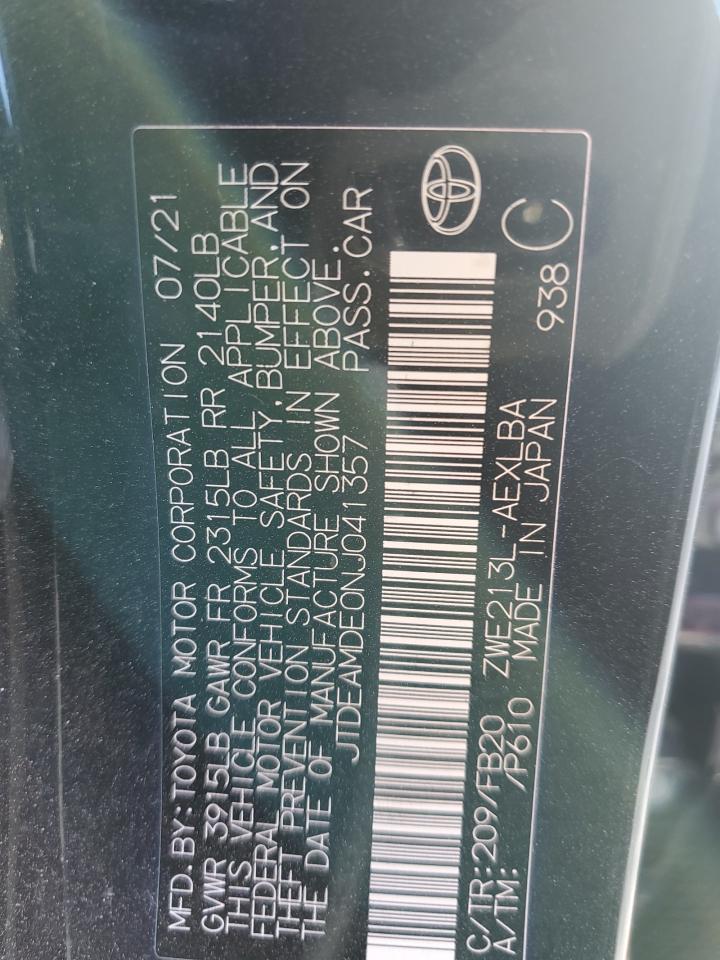 MFD. BY: TOYOTA MOTOR CORPORATION 07/21
GVWR 3915LB GAWR FR 2315LB RR 2140LB
THIS VEHICLE CONFORMS TO ALL APPLICABLE
FEDERAL MOTOR VEHICLE SAFETY, BUMPER, AND
THEFT PREVENTION STANDARDS IN EFFECT ON
THE DATE OF MANUFACTURE SHOWN ABOVE.
JTDEAMDE0NJ041357 PASS. CAR
C/TR: 209/FB20 ZWE213L-AEXLBA 938 C
A/TM: /P610 MADE IN JAPAN